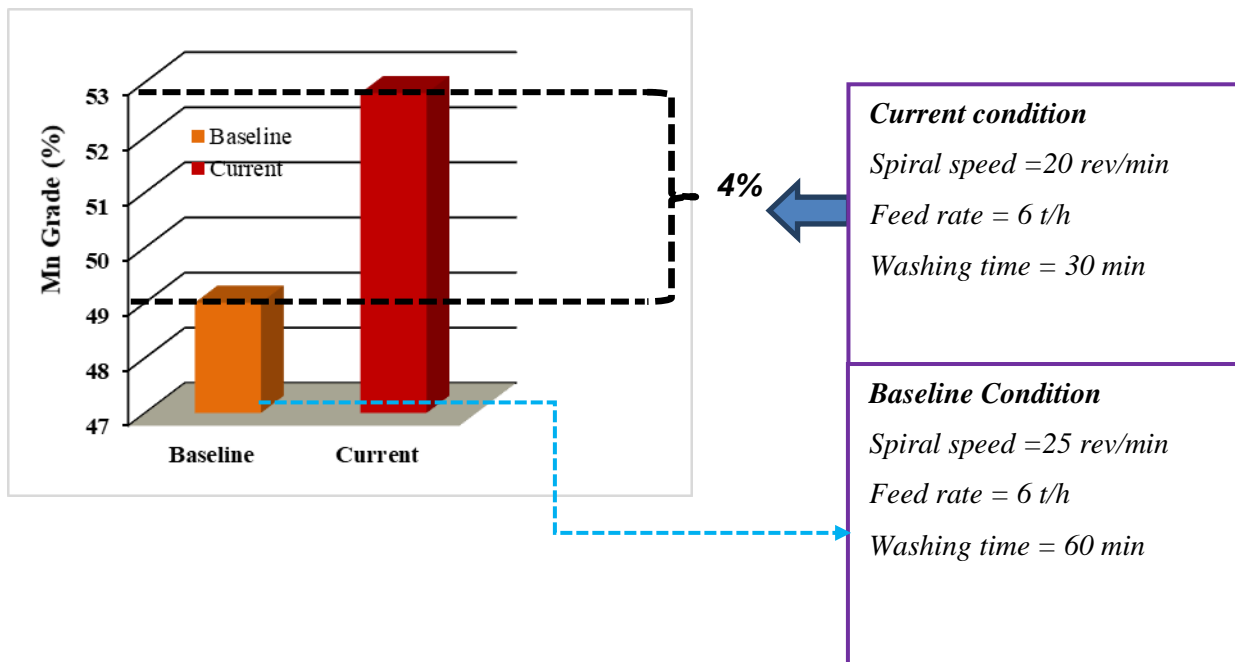 53
52
51
50
49
48
47
Mn Grade (%)
Baseline
Current
Baseline
Current
4%
Current condition
Spiral speed =20 rev/min
Feed rate = 6 t/h
Washing time = 30 min
Baseline Condition
Spiral speed =25 rev/min
Feed rate = 6 t/h
Washing time = 60 min